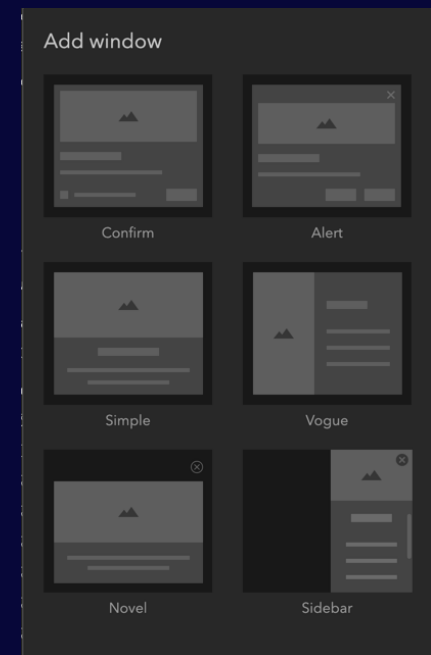 Add window
Confirm
Alert
Simple
Vogue
Novel
Sidebar